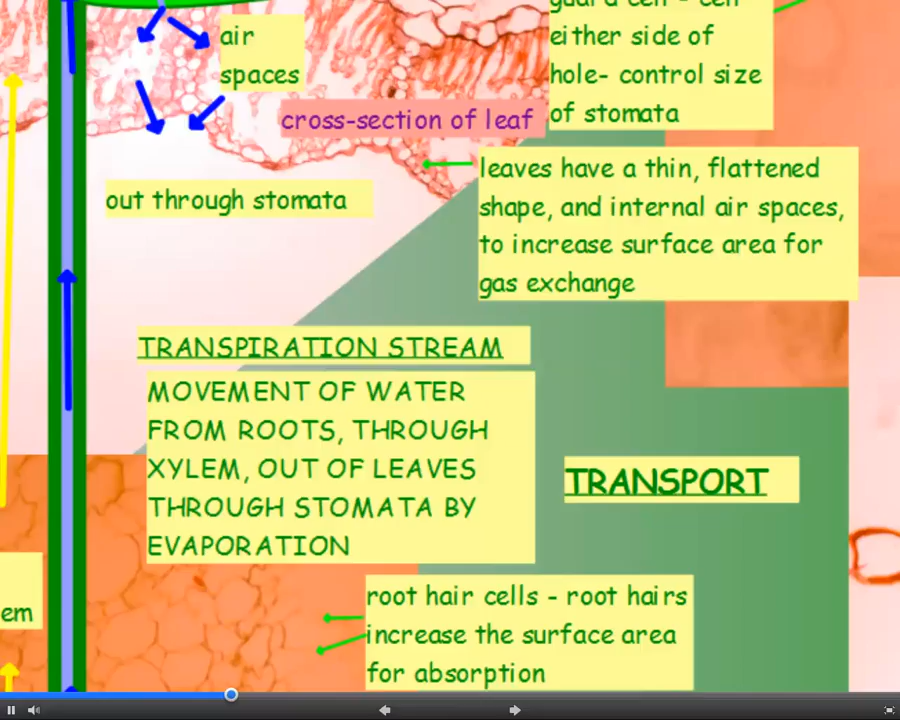 guard cell - cell
air
either side of
spaces
hole- control size
of stomata
cross-section of leaf
leaves have a thin, flattened
shape, and internal air spaces,
to increase surface area for
gas exchange
out through stomata
TRANSPIRATION STREAM
MOVEMENT OF WATER
FROM ROOTS, THROUGH
XYLEM, OUT OF LEAVES
THROUGH STOMATA BY
EVAPORATION
TRANSPORT
em
root hair cells - root hairs
increase the surface area
for absorption